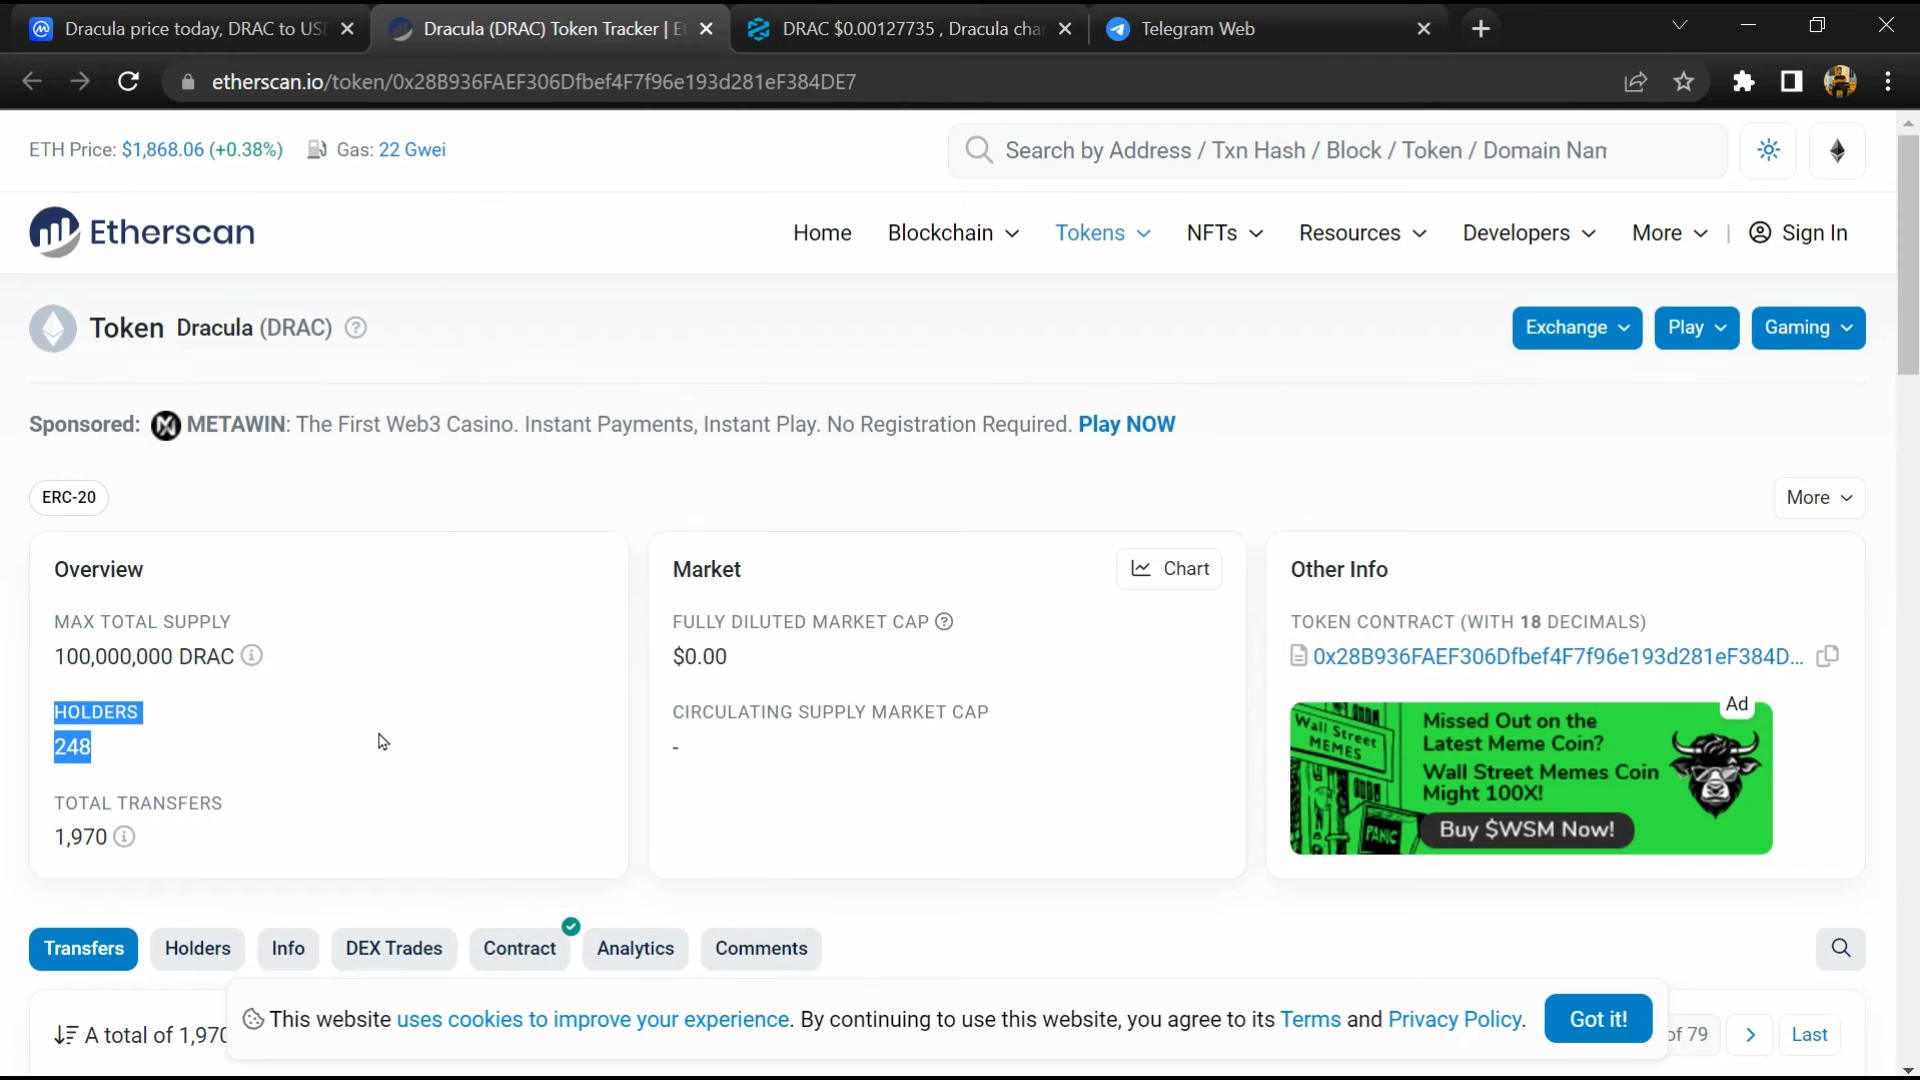 Dracula price today, DRAC to US
Dracula (DRAC) Token Tracker | E
DRAC $0.00127735 , Dracula cha
Telegram Web
etherscan.io/token/0x28B936FAEF306Dfbef4F7f96e193d281eF384DE7
ETH Price: $1,868.06 (+0.38%) Gas: 22 Gwei
Search by Address / Txn Hash / Block / Token / Domain Nam
Etherscan
Home Blockchain Tokens NFTs Resources Developers More | Sign In
Token Dracula (DRAC)
Exchange Play Gaming
Sponsored: METAWIN: The First Web3 Casino. Instant Payments, Instant Play. No Registration Required. Play NOW
ERC-20
More
Overview
MAX TOTAL SUPPLY
100,000,000 DRAC
HOLDERS
248
TOTAL TRANSFERS
1,970
Market
Chart
FULLY DILUTED MARKET CAP
$0.00
CIRCULATING SUPPLY MARKET CAP
-
Other Info
TOKEN CONTRACT (WITH 18 DECIMALS)
0x28B936FAEF306Dfbef4F7f96e193d281eF384D...
Ad
Wall Street
MEMES
PANIC
Missed Out on the
Latest Meme Coin?
Wall Street Memes Coin
Might 100X!
Buy $WSM Now!
Transfers Holders Info DEX Trades Contract Analytics Comments
A total of 1,970
of 79
Last
This website uses cookies to improve your experience. By continuing to use this website, you agree to its Terms and Privacy Policy.
Got it!